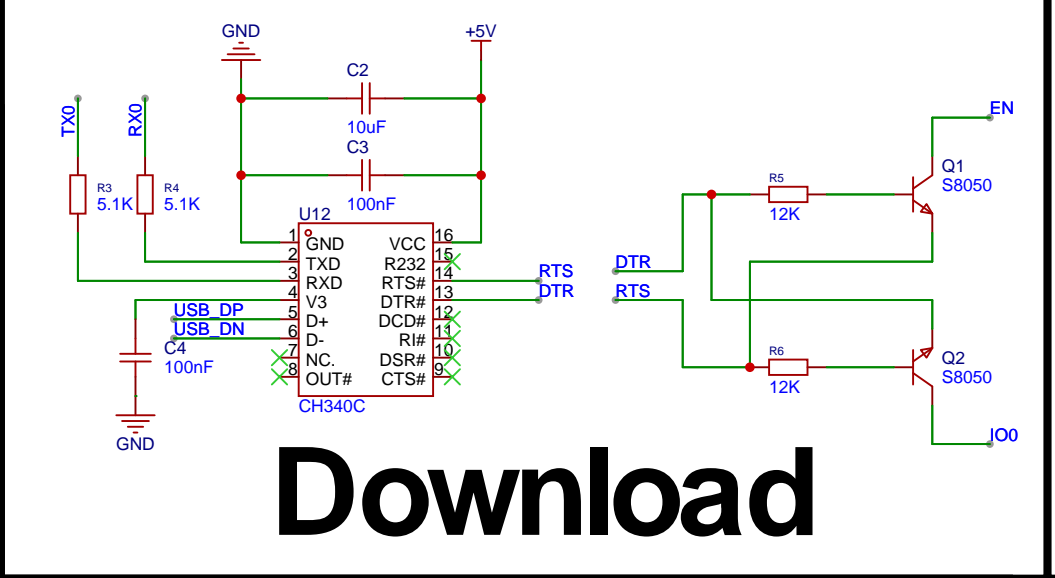 GND
+5V
C2
10uF
C3
100nF
TX0
RX0
R3
5.1K
R4
5.1K
U12
1 GND VCC 16
2 TXD R232 15
3 RXD RTS# 14
4 V3 DTR# 13
5 D+ DCD# 12
6 D- RI# 11
7 NC. DSR# 10
8 OUT# CTS# 9
CH340C
USB_DP
USB_DN
C4
100nF
GND
RTS
DTR
DTR
RTS
R5
12K
R6
12K
EN
Q1
S8050
Q2
S8050
IO0
Download